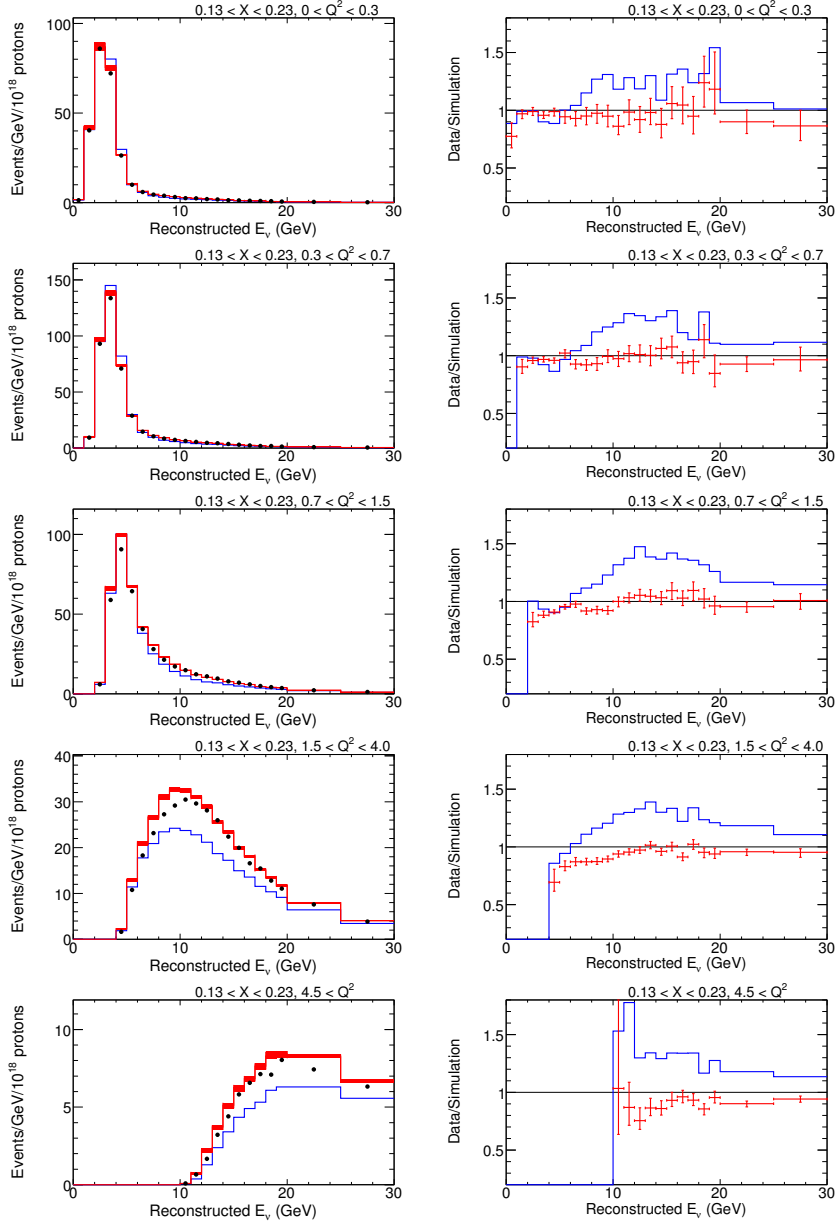 0.13 < X < 0.23, 0 < Q² < 0.3
Events/GeV/10¹⁸ protons
100
50
0
0 10 20 30
Reconstructed Eν (GeV)
0.13 < X < 0.23, 0 < Q² < 0.3
Data/Simulation
1.5
1
0.5
0 10 20 30
Reconstructed Eν (GeV)
0.13 < X < 0.23, 0.3 < Q² < 0.7
Events/GeV/10¹⁸ protons
150
100
50
0
0 10 20 30
Reconstructed Eν (GeV)
0.13 < X < 0.23, 0.3 < Q² < 0.7
Data/Simulation
1.5
1
0.5
0 10 20 30
Reconstructed Eν (GeV)
0.13 < X < 0.23, 0.7 < Q² < 1.5
Events/GeV/10¹⁸ protons
100
50
0
0 10 20 30
Reconstructed Eν (GeV)
0.13 < X < 0.23, 0.7 < Q² < 1.5
Data/Simulation
1.5
1
0.5
0 10 20 30
Reconstructed Eν (GeV)
0.13 < X < 0.23, 1.5 < Q² < 4.0
Events/GeV/10¹⁸ protons
40
30
20
10
0
0 10 20 30
Reconstructed Eν (GeV)
0.13 < X < 0.23, 1.5 < Q² < 4.0
Data/Simulation
1.5
1
0.5
0 10 20 30
Reconstructed Eν (GeV)
0.13 < X < 0.23, 4.5 < Q²
Events/GeV/10¹⁸ protons
10
5
0
0 10 20 30
Reconstructed Eν (GeV)
0.13 < X < 0.23, 4.5 < Q²
Data/Simulation
1.5
1
0.5
0 10 20 30
Reconstructed Eν (GeV)